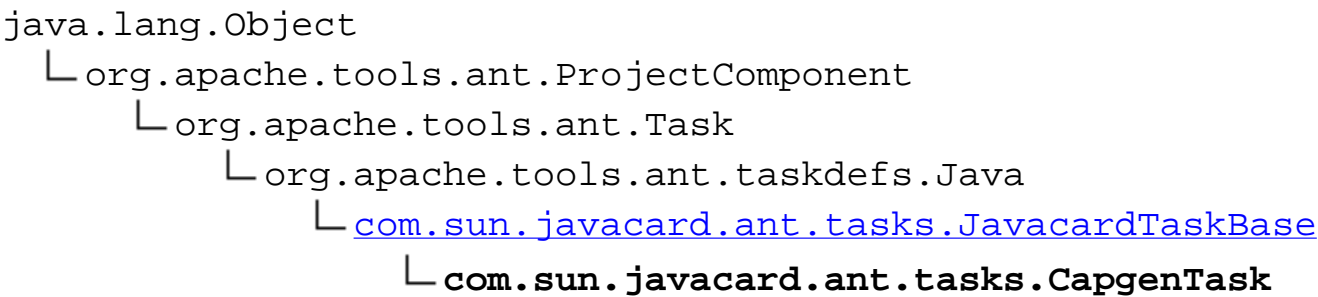 java.lang.Object
org.apache.tools.ant.ProjectComponent
org.apache.tools.ant.Task
org.apache.tools.ant.taskdefs.Java
com.sun.javacard.ant.tasks.JavacardTaskBase
com.sun.javacard.ant.tasks.CapgenTask